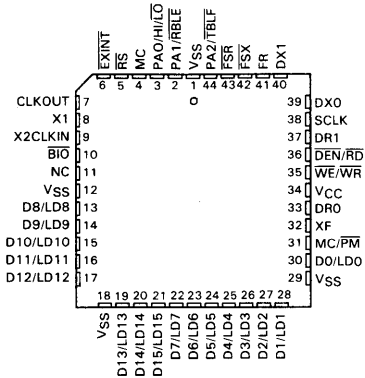 EXINT
RS
MC
PA0/HI/LO
PA1/RBLE
VSS
PA2/TBLF
FSR
FSX
FR
DX1
6 5 4 3 2 1 44 43 42 41 40
CLKOUT 7
X1 8
X2CLKIN 9
BIO 10
NC 11
VSS 12
D8/LD8 13
D9/LD9 14
D10/LD10 15
D11/LD11 16
D12/LD12 17
39 DX0
38 SCLK
37 DR1
36 DEN/RD
35 WE/WR
34 VCC
33 DR0
32 XF
31 MC/PM
30 D0/LD0
29 VSS
18 19 20 21 22 23 24 25 26 27 28
VSS
D13/LD13
D14/LD14
D15/LD15
D7/LD7
D6/LD6
D5/LD5
D4/LD4
D3/LD3
D2/LD2
D1/LD1